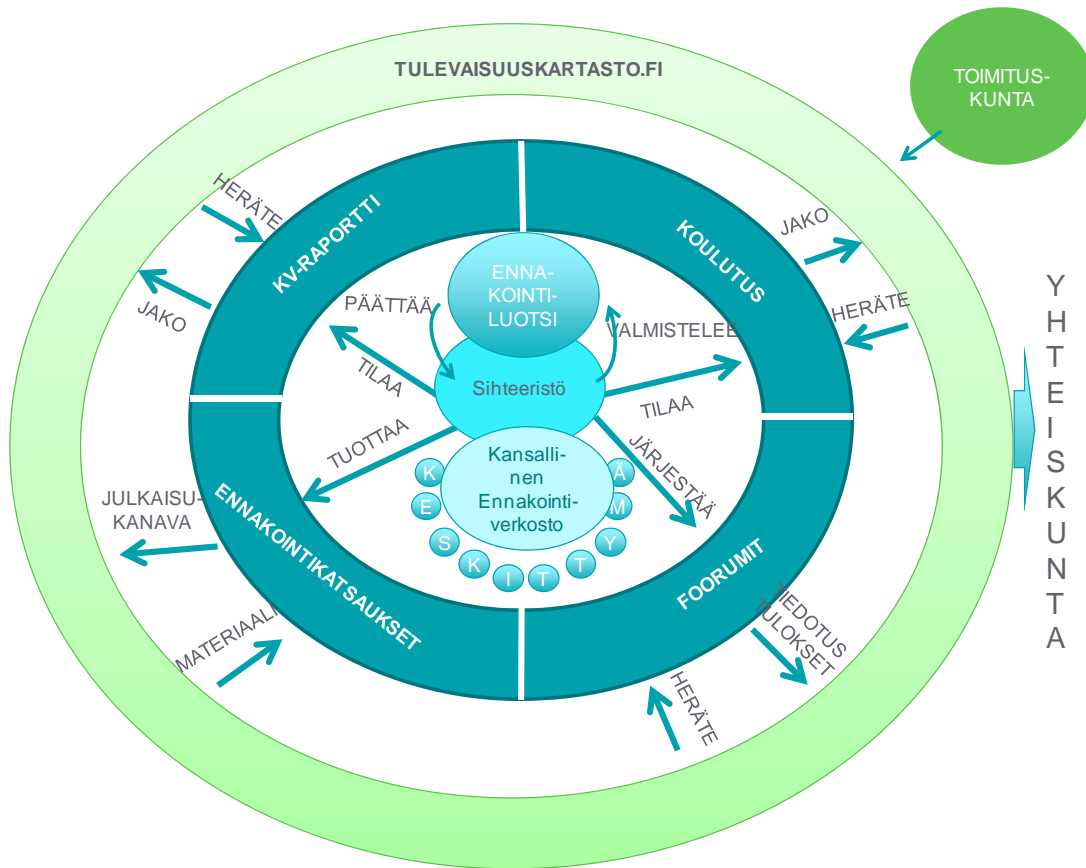 TULEVAISUUSKARTASTO.FI
TOIMITUS-
KUNTA
HERÄTE
JAKO
KV-RAPORTTI
KOULUTUS
JAKO
HERÄTE
ENNA-
KOINTI-
LUOTSI
PÄÄTTÄÄ
VALMISTELEE
TILAA
Sihteeristö
TILAA
TUOTTAA
JÄRJESTÄÄ
Kansalli-
nen
Ennakointi-
verkosto
K E S K I T T Y M Ä
JULKAISU-
KANAVA
MATERIAALI
ENNAKOINTIKATSAUKSET
FOORUMIT
TIEDOTUS
TULOKSET
HERÄTE
Y
H
T
E
I
S
K
U
N
T
A